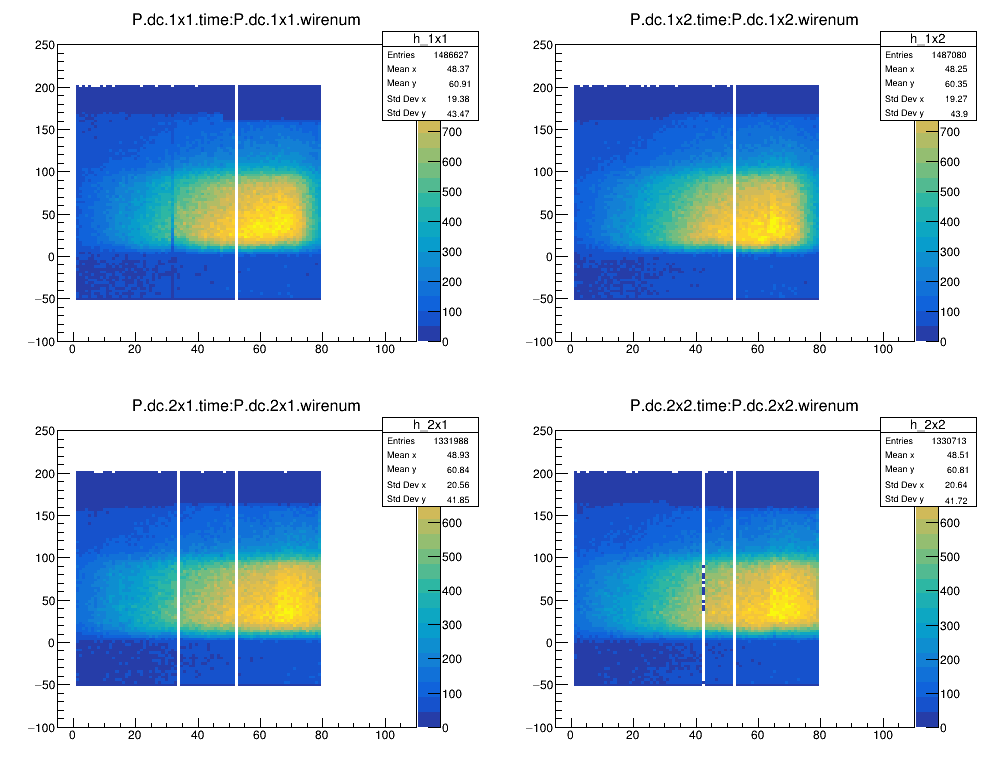 P.dc.1x1.time:P.dc.1x1.wirenum
h_1x1
Entries 1486627
Mean x 48.37
Mean y 60.91
Std Dev x 19.38
Std Dev y 43.47
250
200
150
100
50
0
−50
−100
0 20 40 60 80 100
700
600
500
400
300
200
100
0
P.dc.1x2.time:P.dc.1x2.wirenum
h_1x2
Entries 1487080
Mean x 48.25
Mean y 60.35
Std Dev x 19.27
Std Dev y 43.9
250
200
150
100
50
0
−50
−100
0 20 40 60 80 100
700
600
500
400
300
200
100
0
P.dc.2x1.time:P.dc.2x1.wirenum
h_2x1
Entries 1331988
Mean x 48.93
Mean y 60.84
Std Dev x 20.56
Std Dev y 41.85
250
200
150
100
50
0
−50
−100
0 20 40 60 80 100
600
500
400
300
200
100
0
P.dc.2x2.time:P.dc.2x2.wirenum
h_2x2
Entries 1330713
Mean x 48.51
Mean y 60.81
Std Dev x 20.64
Std Dev y 41.72
250
200
150
100
50
0
−50
−100
0 20 40 60 80 100
600
500
400
300
200
100
0